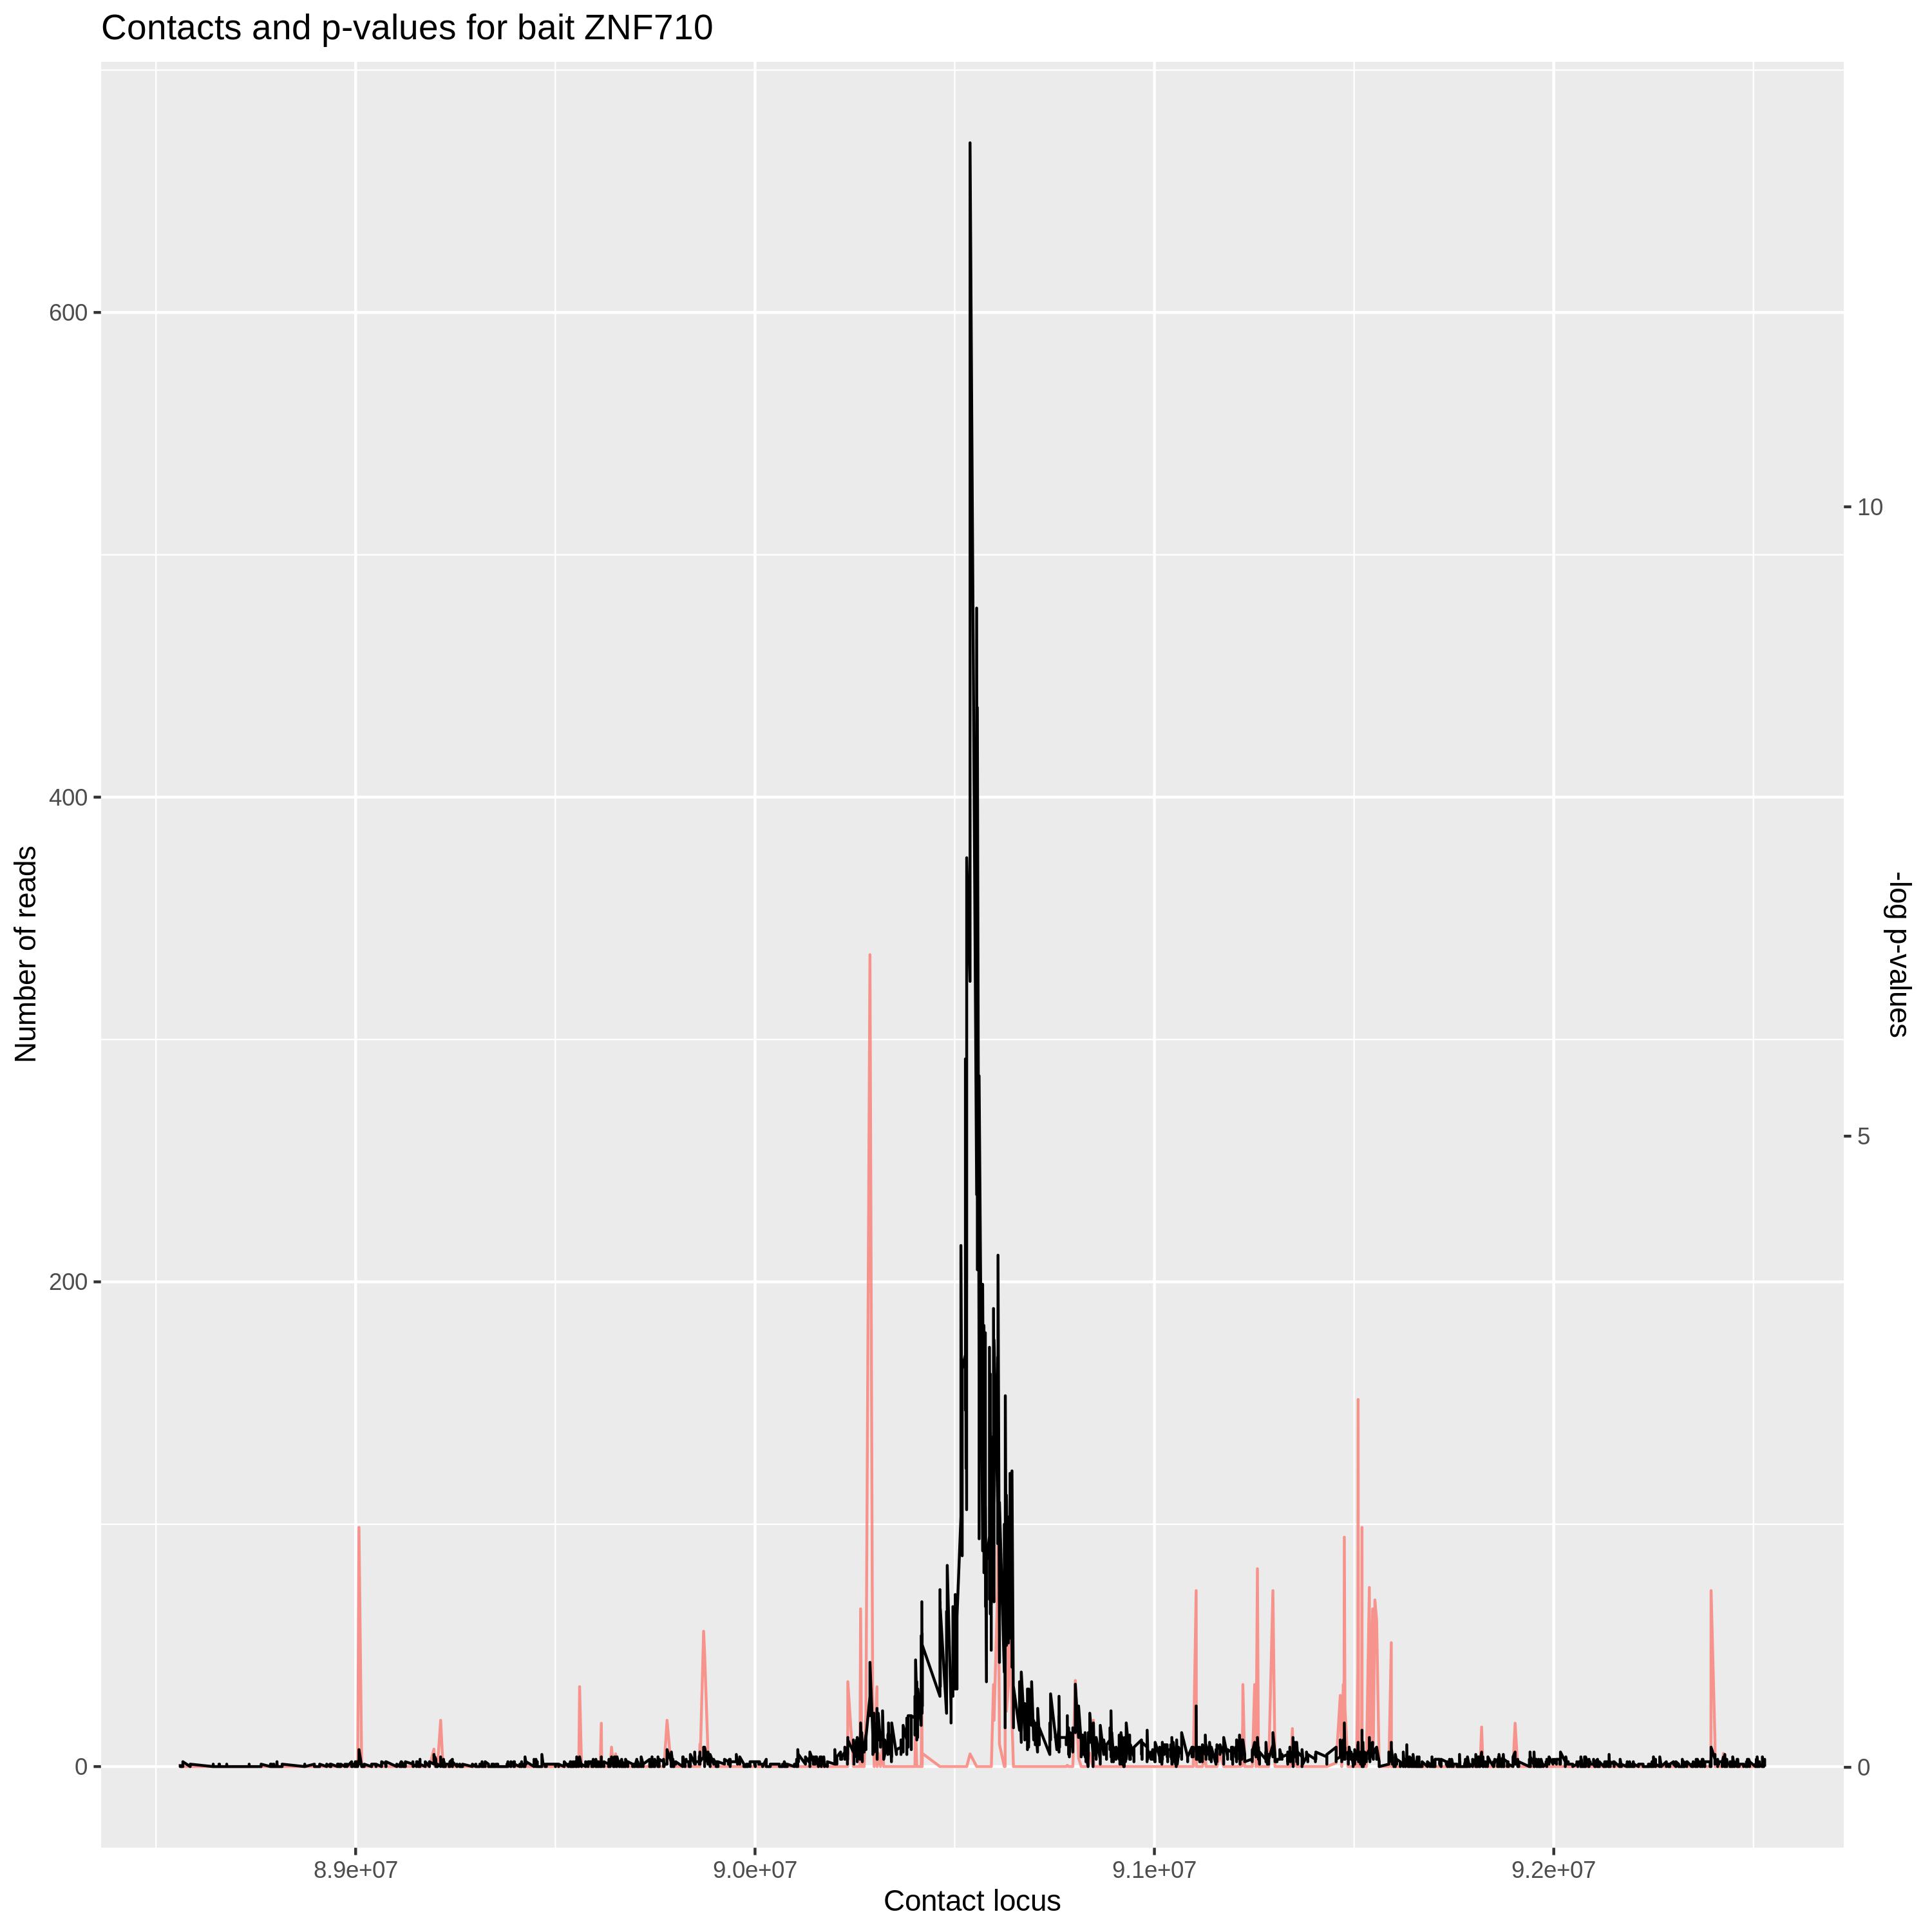 Contacts and p-values for bait ZNF710
600
400
200
0
10
5
0
Number of reads
-log p-values
8.9e+07 9.0e+07 9.1e+07 9.2e+07
Contact locus